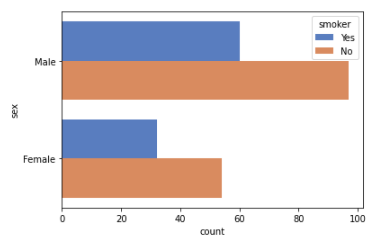 smoker
Yes
No
Male
Female
sex
0 20 40 60 80 100
count